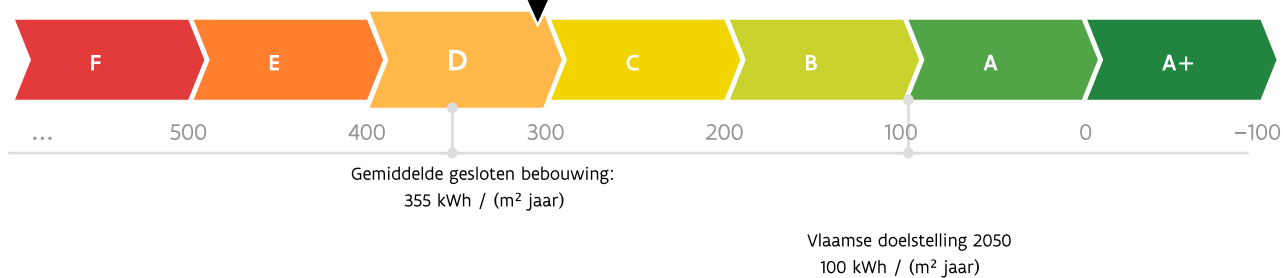 F E D C B A A+
... 500 400 300 200 100 0 −100
Gemiddelde gesloten bebouwing:
355 kWh / (m² jaar)
Vlaamse doelstelling 2050
100 kWh / (m² jaar)